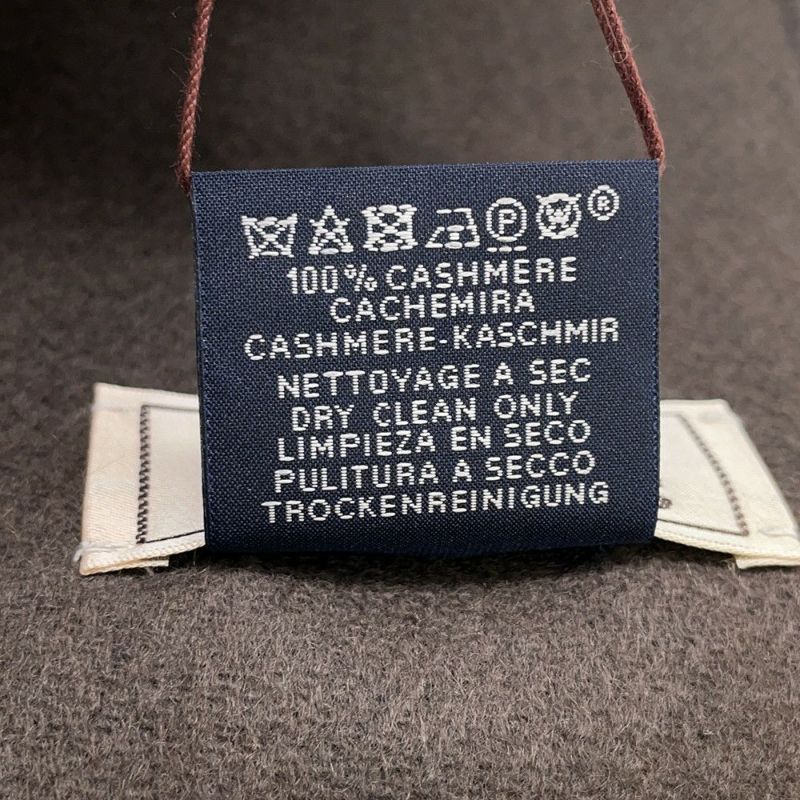 P W ®
100% CASHMERE
CACHEMIRA
CASHMERE-KASCHMIR
NETTOYAGE A SEC
DRY CLEAN ONLY
LIMPIEZA EN SECO
PULITURA A SECCO
TROCKENREINIGUNG